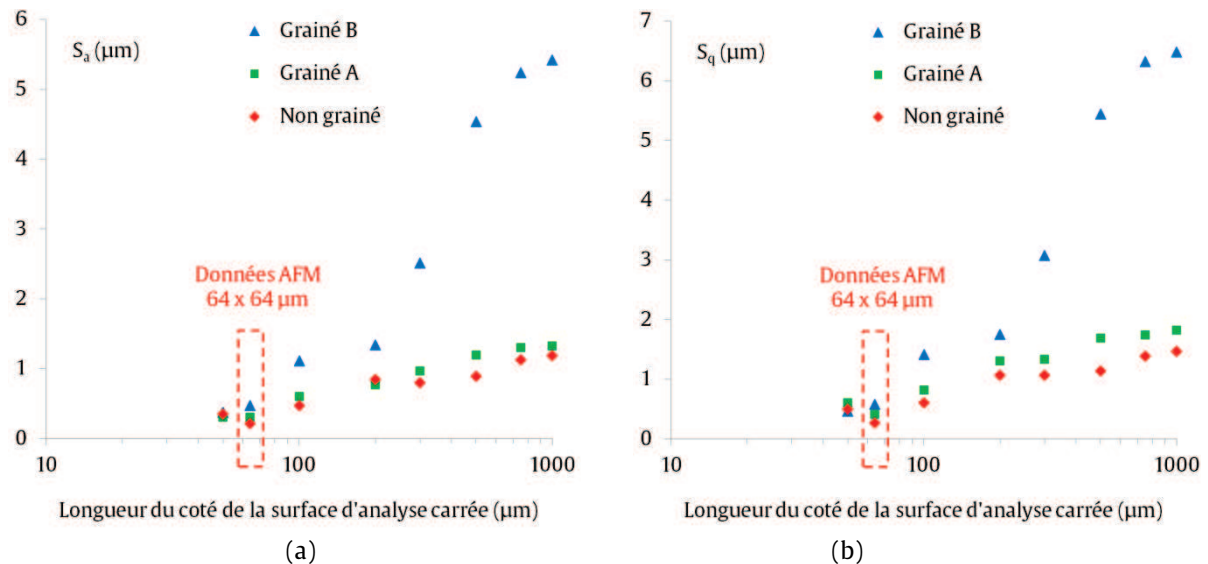 6
5
4
3
2
1
0
S_a (µm)
Grainé B
Grainé A
Non grainé
Données AFM
64 x 64 µm
10
100
1000
Longueur du coté de la surface d'analyse carrée (µm)
(a)
7
6
5
4
3
2
1
0
S_q (µm)
Grainé B
Grainé A
Non grainé
Données AFM
64 x 64 µm
10
100
1000
Longueur du coté de la surface d'analyse carrée (µm)
(b)